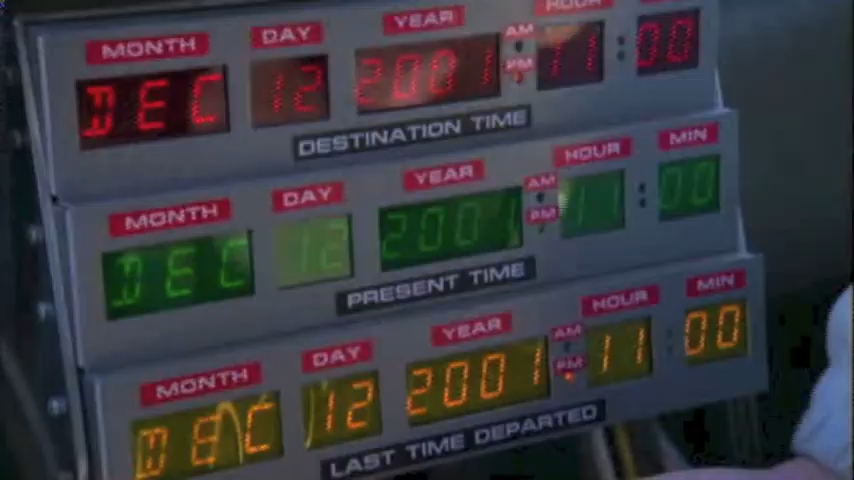 MONTH DAY YEAR AM HOUR
DEC 12 2001 PM 11 : 00
DESTINATION TIME
MONTH DAY YEAR AM HOUR MIN
DEC 12 2001 PM 11 : 00
PRESENT TIME
MONTH DAY YEAR AM HOUR MIN
DEC 12 2001 PM 11 : 00
LAST TIME DEPARTED